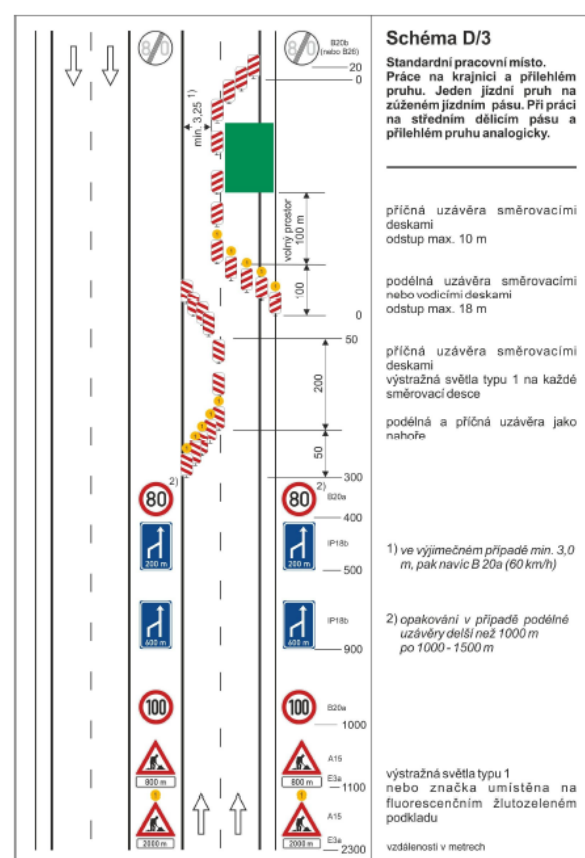 Schéma D/3
Standardní pracovní místo.
Práce na krajnici a přilehlém
pruhu. Jeden jízdní pruh na
zúženém jízdním pásu. Při práci
na středním dělicím pásu a
přilehlém pruhu analogicky.
příčná uzávěra směrovacími
deskami
odstup max. 10 m
podélná uzávěra směrovacími
nebo vodicími deskami
odstup max. 18 m
příčná uzávěra směrovacími
deskami
výstražná světla typu 1 na každé
směrovací desce
podélná a příčná uzávěra jako
nahoře
1) ve výjimečném případě min. 3,0
m, pak navíc B 20a (60 km/h)
2) opakování v případě podélné
uzávěry delší než 1000 m
po 1000 - 1500 m
výstražná světla typu 1
nebo značka umístěna na
fluorescenčním žlutozeleném
podkladu
vzdálenosti v metrech
80
80
B20b
(nebo B26)
20
0
min. 3,25 1)
volný prostor
100 m
100
0
50
200
50
300
2)
2)
80
80
B20a
400
200 m
200 m
IP18b
500
400 m
400 m
IP18b
900
100
100
B20a
1000
A15
800 m
800 m
E3a
1100
1
1
A15
2000 m
2000 m
E3a
2300